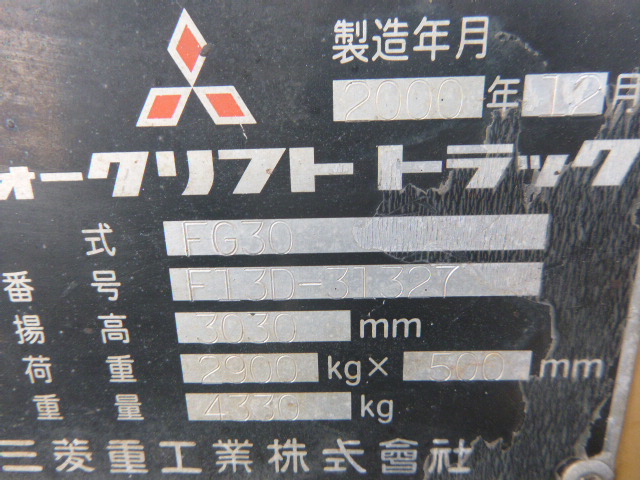 製造年月
2000年 12月
ォークリフト トラック
式 FG30
番号 F13D-31327
揚高 3030 mm
荷重 2900 kg× 500 mm
重量 4330 kg
三菱重工業株式會社